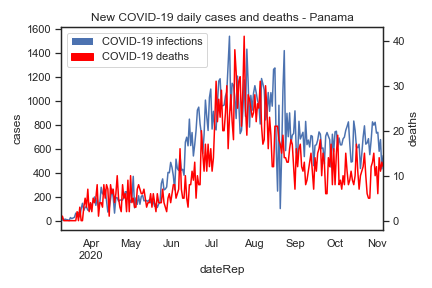 New COVID-19 daily cases and deaths - Panama
COVID-19 infections
COVID-19 deaths
1600
1400
1200
1000
800
600
400
200
0
cases
40
30
20
10
0
deaths
Apr May Jun Jul Aug Sep Oct Nov
2020
dateRep